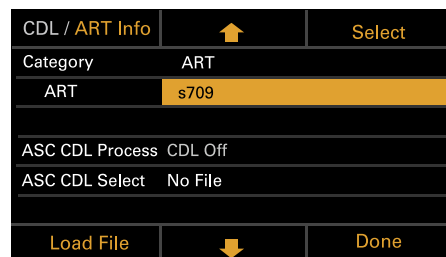 CDL / ART Info Select
Category ART
ART s709
ASC CDL Process CDL Off
ASC CDL Select No File
Load File Done